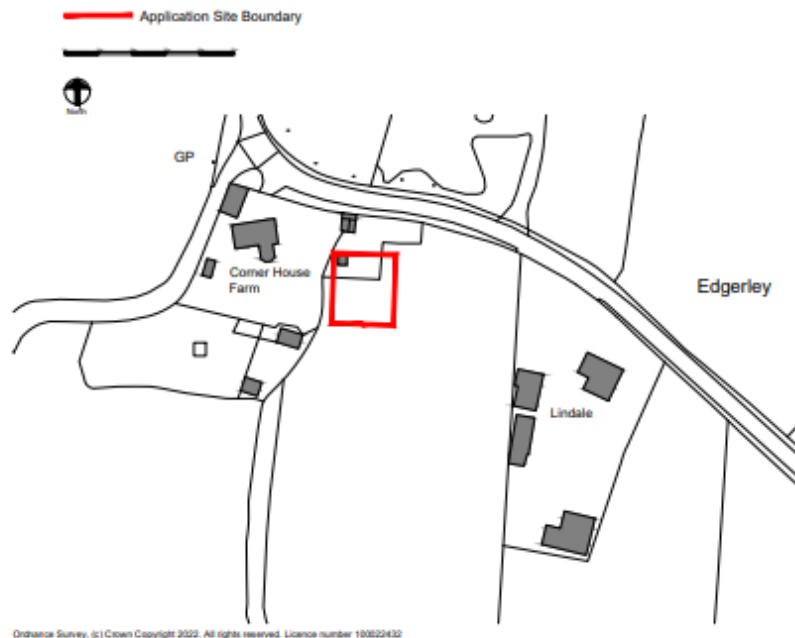 Application Site Boundary
North
GP
Corner House
Farm
Edgerley
Lindale
Ordnance Survey, (c) Crown Copyright 2022. All rights reserved. Licence number 100022432